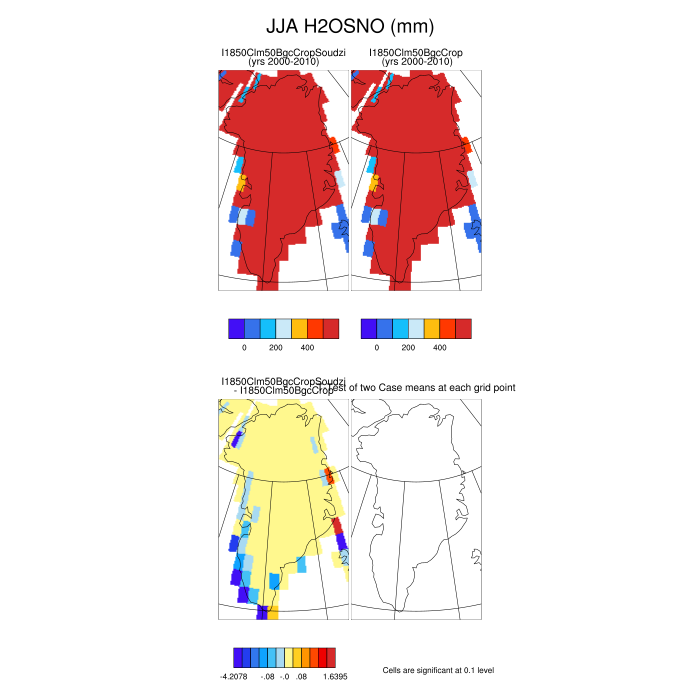 JJA H2OSNO (mm)
I1850Clm50BgcCropSoudzi
(yrs 2000-2010)
I1850Clm50BgcCrop
(yrs 2000-2010)
0 200 400
0 200 400
I1850Clm50BgcCropSoudzi
- I1850Clm50BgcCrop
Test of two Case means at each grid point
-4.2078 -.08 -.0 .08 1.6395
Cells are significant at 0.1 level